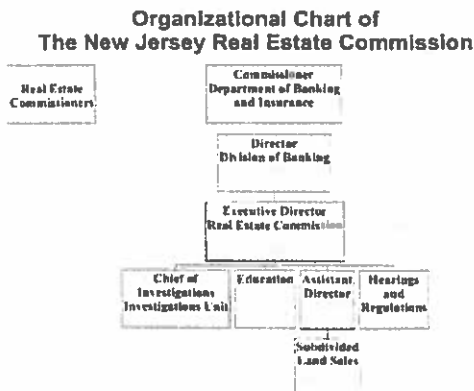 Organizational Chart of
The New Jersey Real Estate Commission
Real Estate
Commissioners
Commissioner
Department of Banking
and Insurance
Director
Division of Banking
Executive Director
Real Estate Commission
Chief of
Investigations
Investigations Unit
Education
Assistant
Director
Hearings
and
Regulations
Subdivided
Land Sales